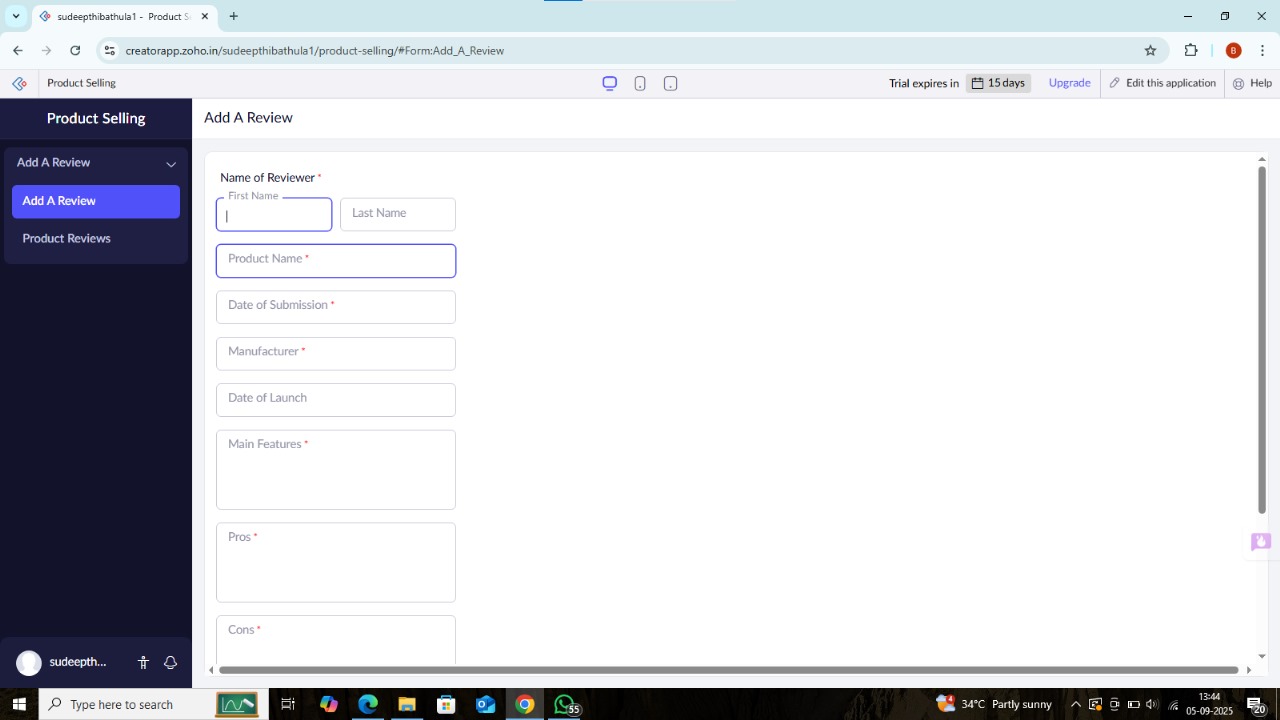 sudeepthibathula1 - Product S
creatorapp.zoho.in/sudeepthibathula1/product-selling/#Form:Add_A_Review
B
Product Selling
Trial expires in 15 days Upgrade Edit this application Help
Product Selling
Add A Review
Add A Review
Product Reviews
Add A Review
Name of Reviewer *
First Name
Last Name
Product Name *
Date of Submission *
Manufacturer *
Date of Launch
Main Features *
Pros *
Cons *
sudeepth...
Type here to search
55
4
34°C Partly sunny
13:44
05-09-2025
20